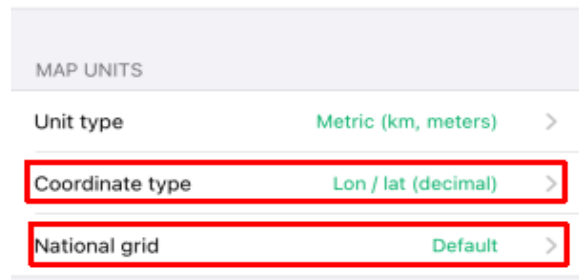 MAP UNITS
Unit type Metric (km, meters)
Coordinate type Lon / lat (decimal)
National grid Default